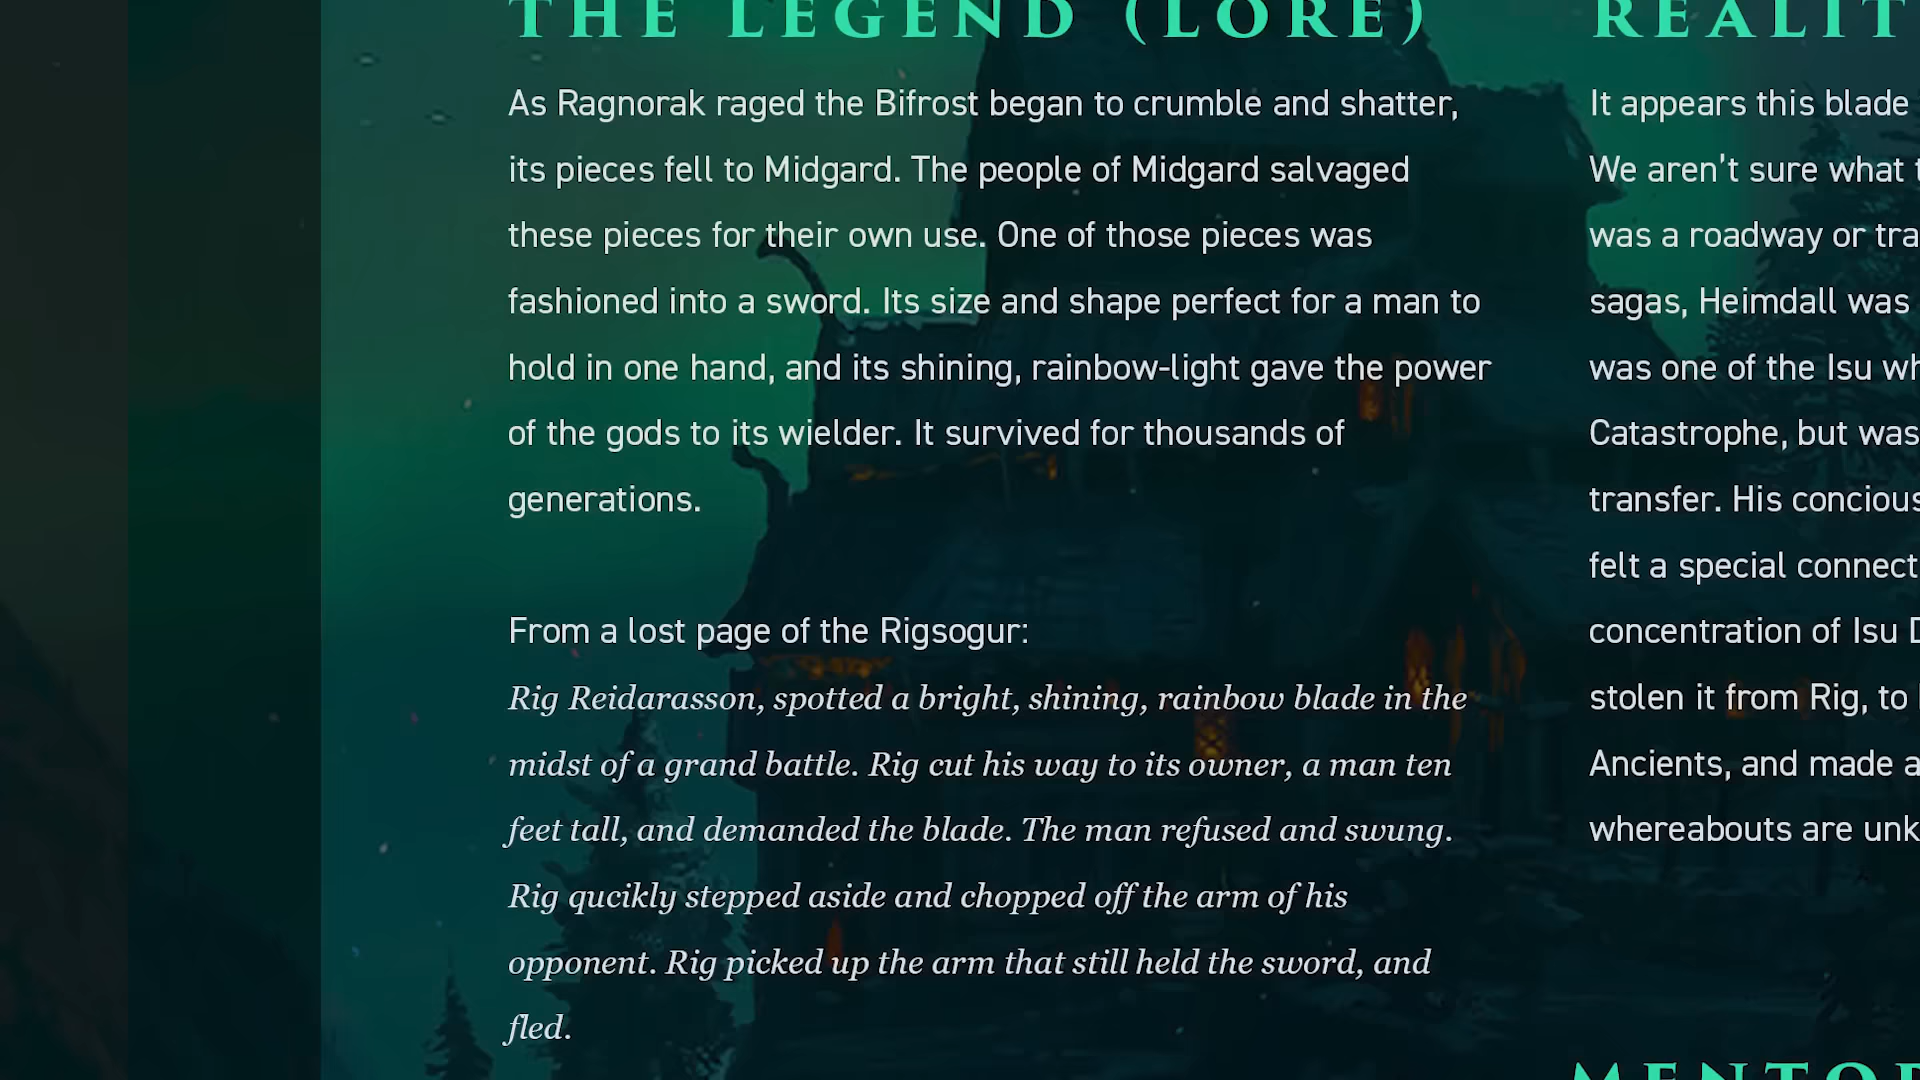 THE LEGEND (LORE)
As Ragnorak raged the Bifrost began to crumble and shatter,
its pieces fell to Midgard. The people of Midgard salvaged
these pieces for their own use. One of those pieces was
fashioned into a sword. Its size and shape perfect for a man to
hold in one hand, and its shining, rainbow-light gave the power
of the gods to its wielder. It survived for thousands of
generations.
From a lost page of the Rigsogur:
Rig Reidarasson, spotted a bright, shining, rainbow blade in the
midst of a grand battle. Rig cut his way to its owner, a man ten
feet tall, and demanded the blade. The man refused and swung.
Rig qucikly stepped aside and chopped off the arm of his
opponent. Rig picked up the arm that still held the sword, and
fled.
It appears this blade
We aren’t sure what
was a roadway or
sagas, Heimdall was
was one of the Isu
Catastrophe, but was
transfer. His
felt a special
concentration of Isu
stolen it from Rig, to
Ancients, and made
whereabouts are